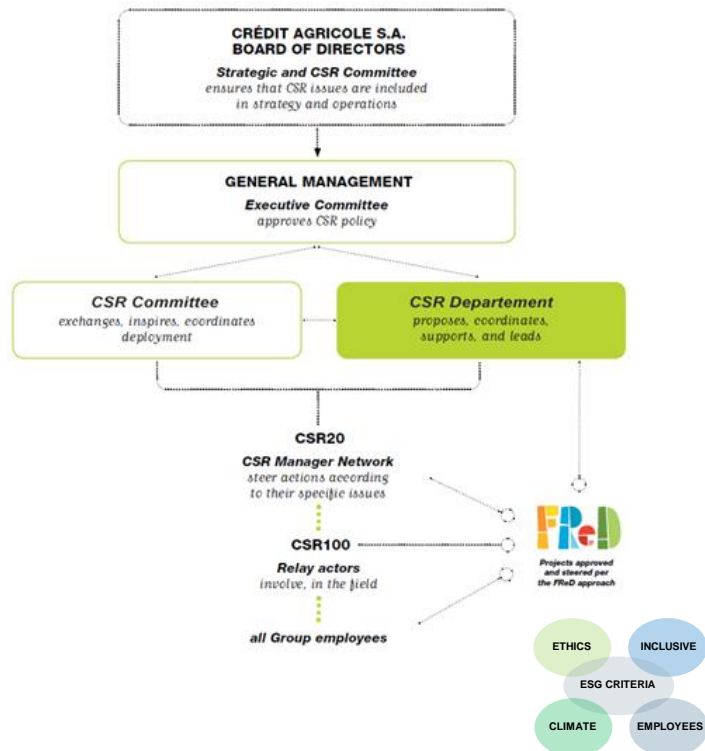 CRÉDIT AGRICOLE S.A.
BOARD OF DIRECTORS
Strategic and CSR Committee
ensures that CSR issues are included
in strategy and operations
GENERAL MANAGEMENT
Executive Committee
approves CSR policy
CSR Committee
exchanges, inspires, coordinates
deployment
CSR Departement
proposes, coordinates,
supports, and leads
CSR20
CSR Manager Network
steer actions according
to their specific issues
CSR100
Relay actors
involve, in the field
all Group employees
FReD
Projects approved
and steered per
the FReD approach
ETHICS
INCLUSIVE
ESG CRITERIA
CLIMATE
EMPLOYEES